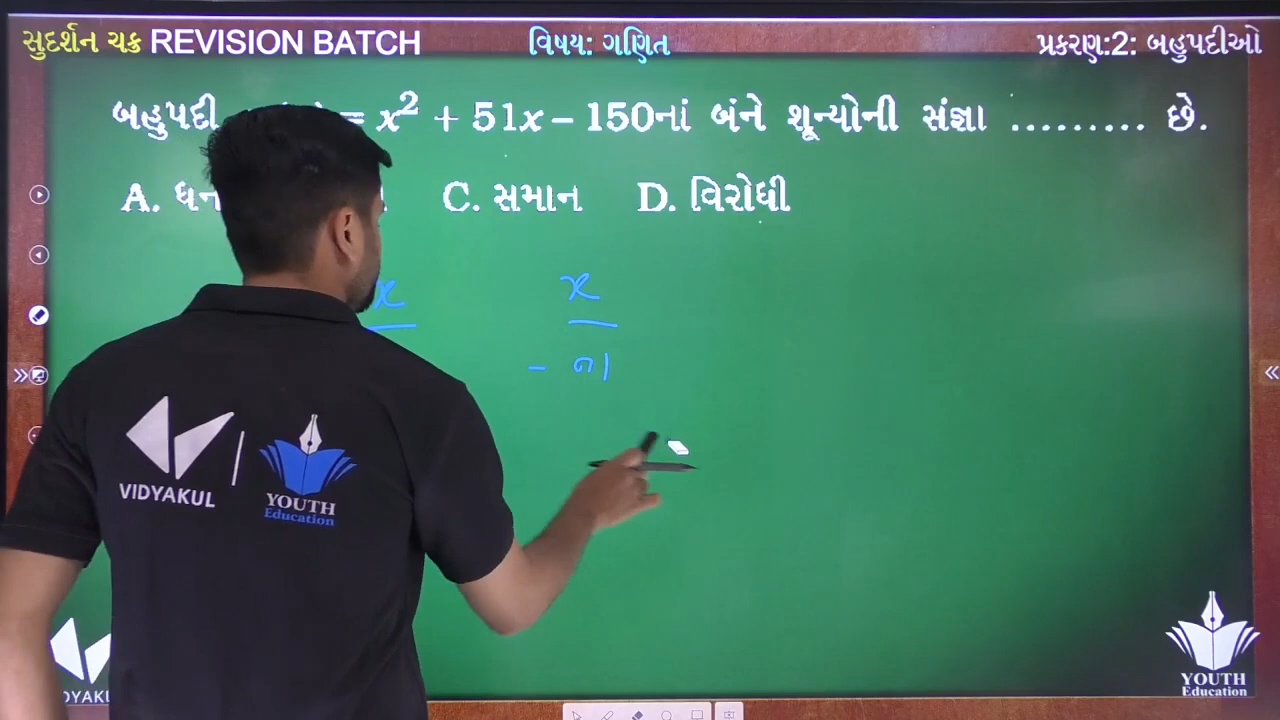 સુદર્શન ચક્ર REVISION BATCH
વિષય: ગણિત
પ્રકરણ:2: બહુપદીઓ
બહુપદી = x² + 51x – 150નાં બંને શૂન્યોની સંજ્ઞા ......... છે.
A. ધન C. સમાન D. વિરોધી
x x
VIDYAKUL
YOUTH
Education
YOUTH
Education